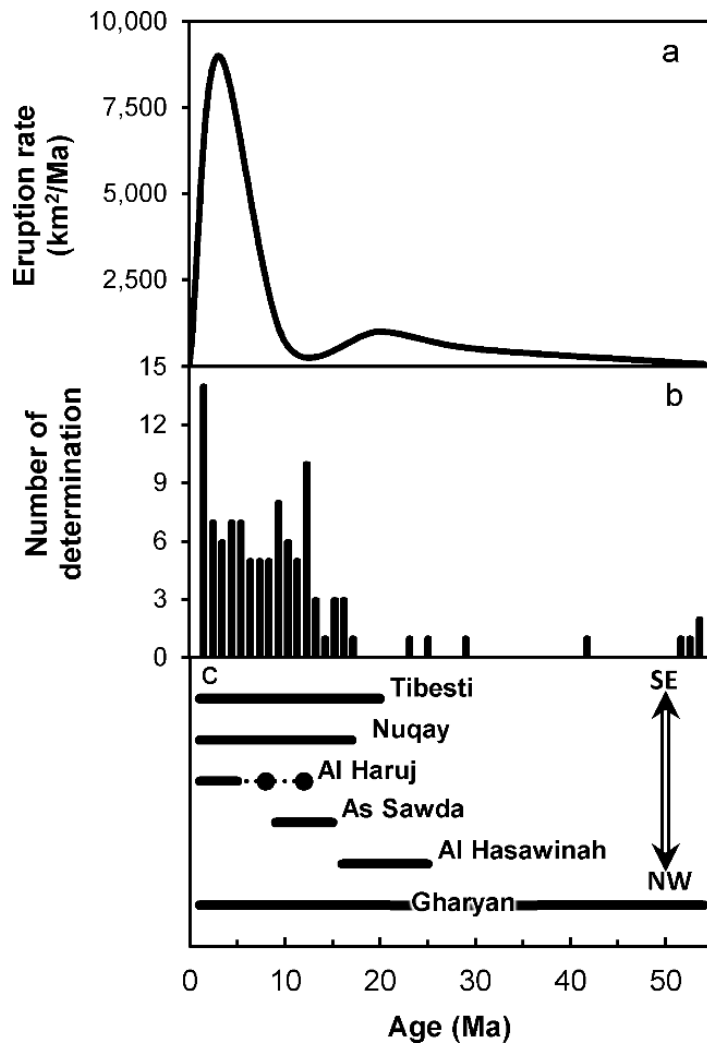 10,000
a
7,500
5,000
2,500
Eruption rate
(km²/Ma)
15
b
12
9
6
3
0
Number of
determination
c
Tibesti
SE
Nuqay
Al Haruj
As Sawda
Al Hasawinah
NW
Gharyan
0 10 20 30 40 50
Age (Ma)